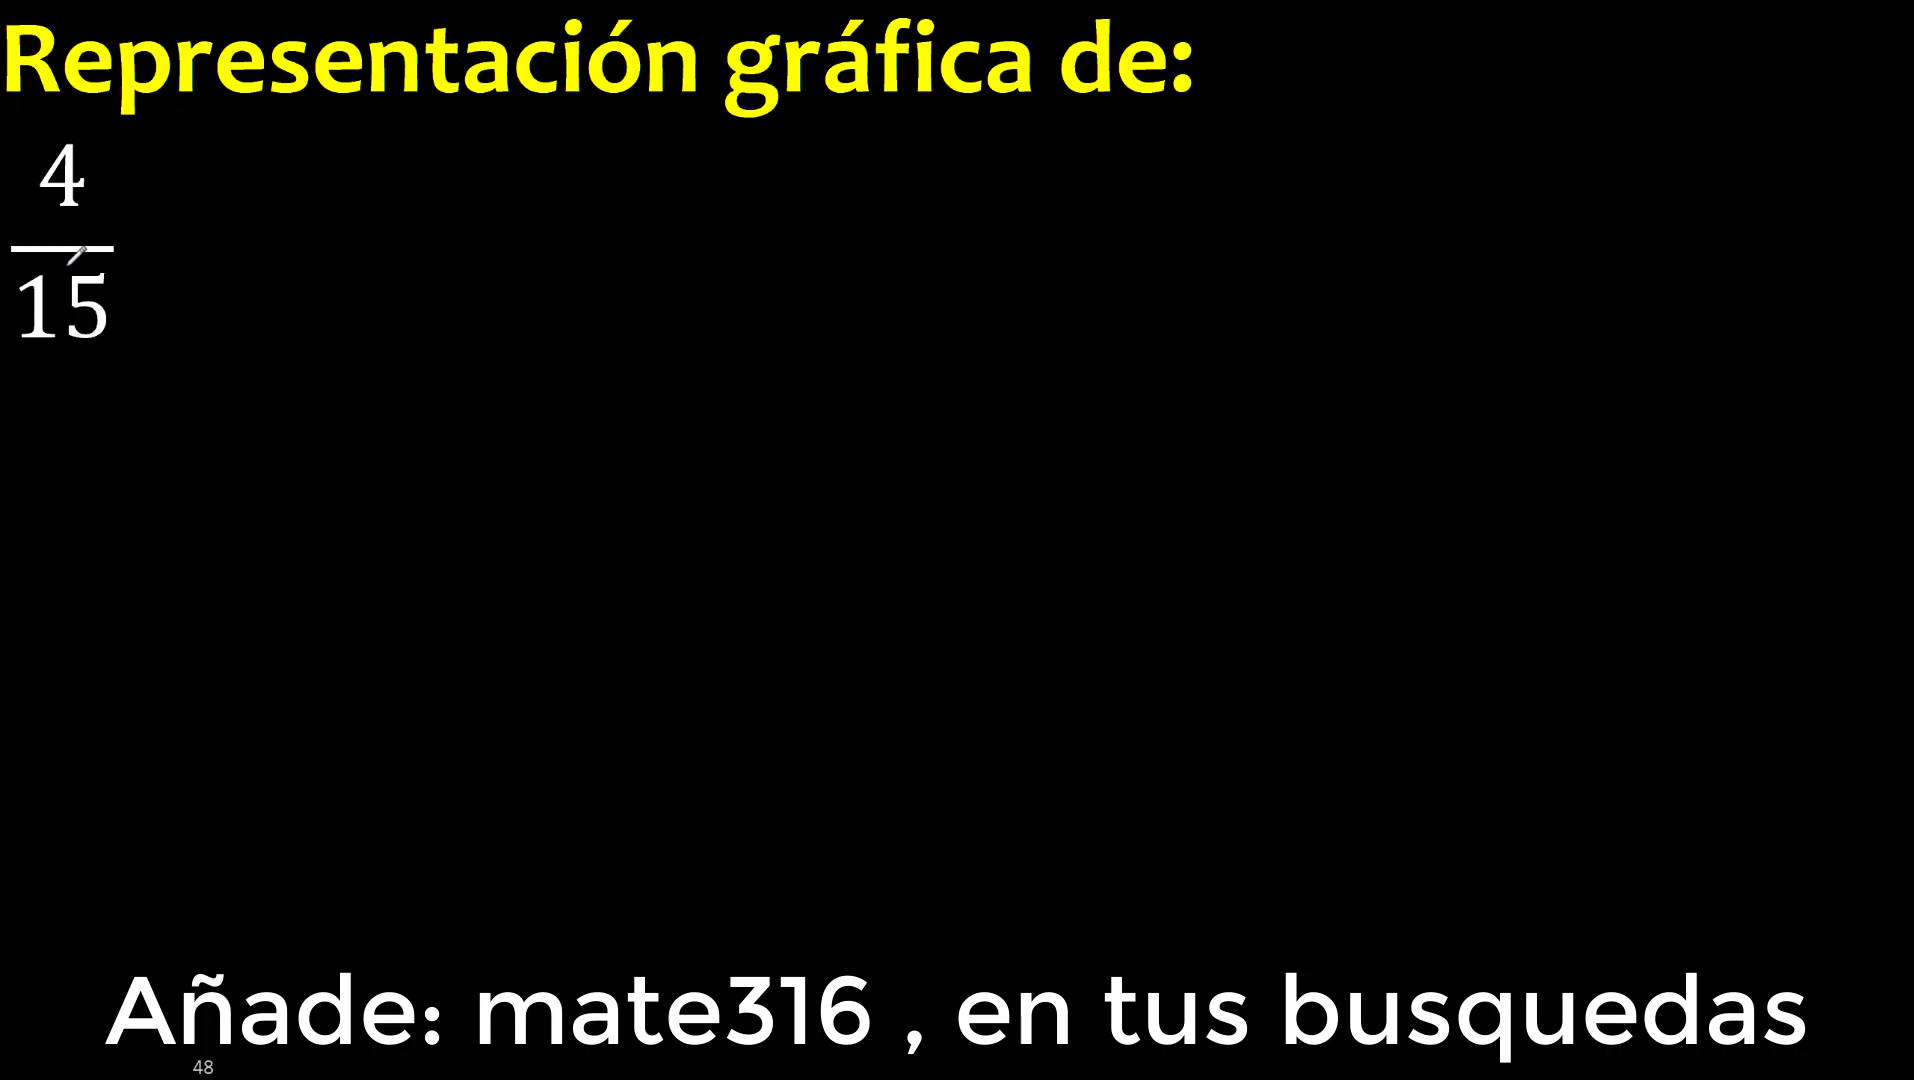 Representación gráfica de:
4
15
Añade: mate316 , en tus busquedas
48